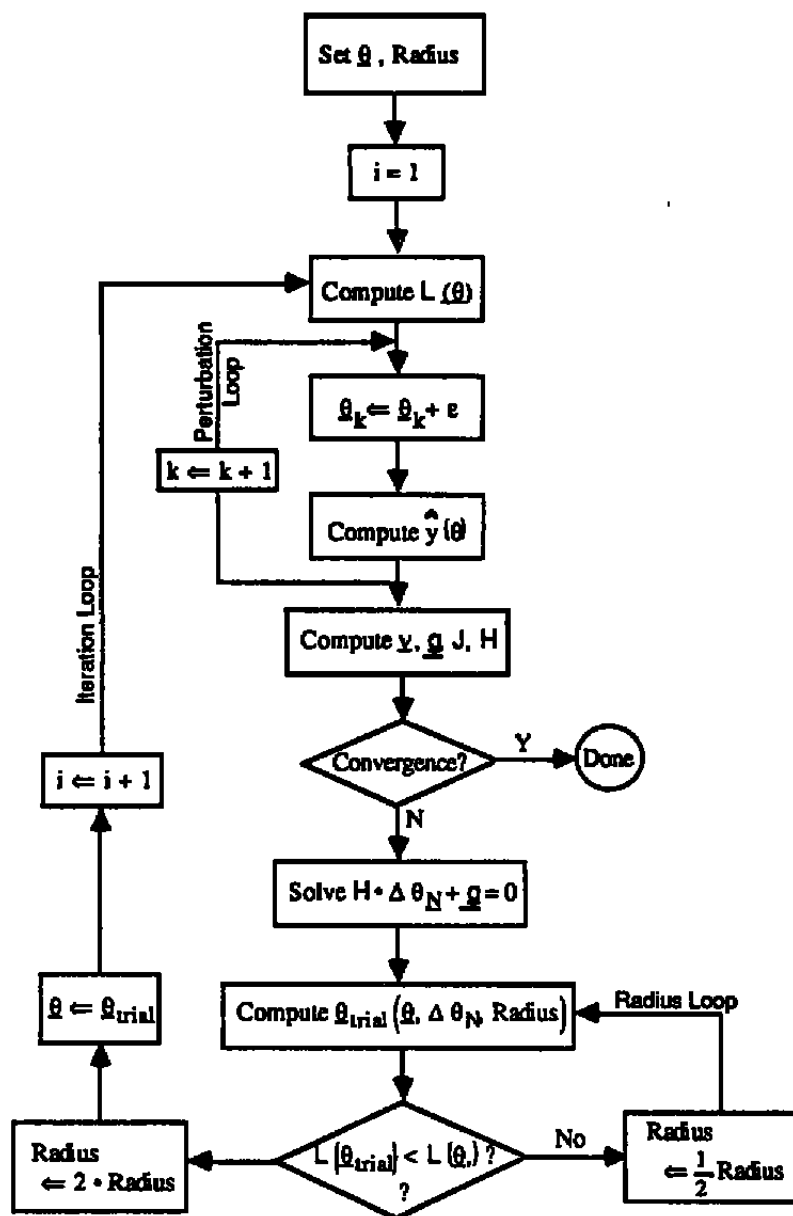 Set θ , Radius
i = 1
Compute L (θ)
Perturbation
Loop
θk ⇐ θk + ε
k ⇐ k + 1
Compute ŷ (θ)
Iteration Loop
Compute v, g J, H
Convergence?
Y
Done
N
i ⇐ i + 1
Solve H • Δ θN + g = 0
θ ⇐ θtrial
Compute θtrial (θ, Δ θN, Radius)
Radius Loop
Radius
⇐ 2 • Radius
L (θtrial) < L (θ,) ?
?
No
Radius
⇐ 1/2 Radius